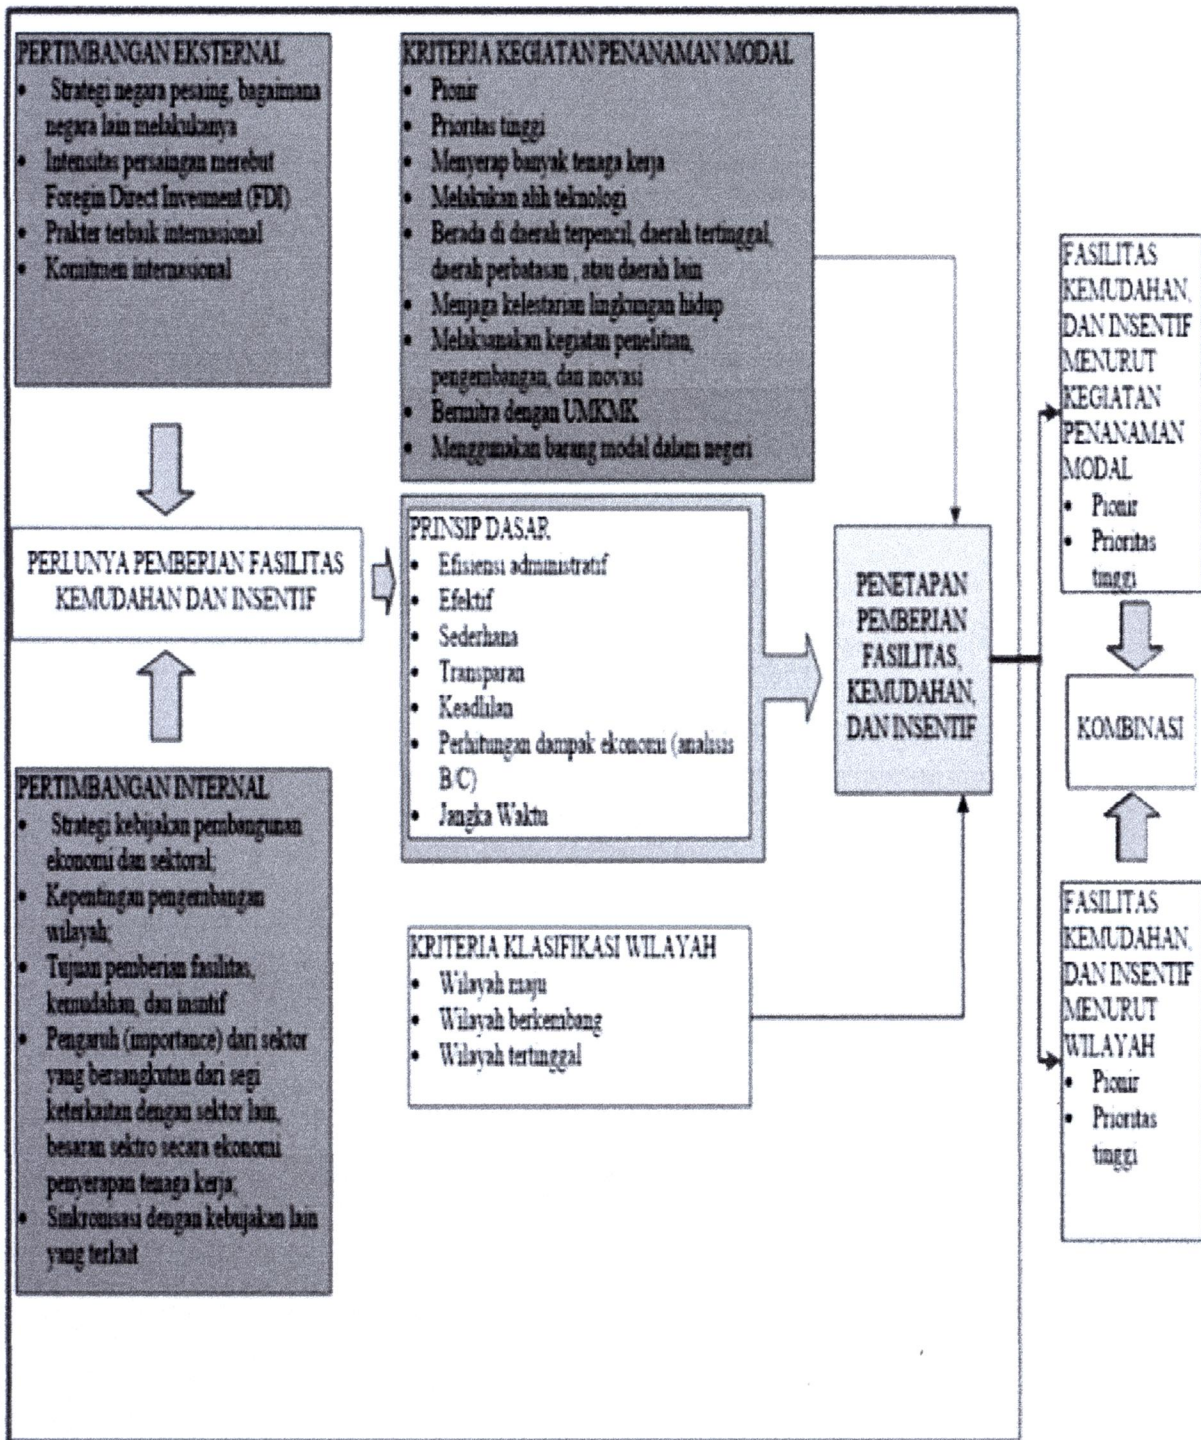 PERTIMBANGAN EKSTERNAL
• Strategi negara pesaing, bagaimana
negara lain melakukanya
• Intensitas persaingan merebut
Foregin Direct Invesment (FDI)
• Prakter terbaik internasional
• Komitmen internasional
PERLUNYA PEMBERIAN FASILITAS
KEMUDAHAN DAN INSENTIF
PERTIMBANGAN INTERNAL
• Strategi kebijakan pembangunan
ekonomi dan sektoral;
• Kepentingan pengembangan
wilayah;
• Tujuan pemberian fasilitas,
kemudahan, dan insntif
• Pengaruh (importance) dari sektor
yang bersangkutan dari segi
keterkaitan dengan sektor lain,
besaran sektro secara ekonomi
penyerapan tenaga kerja;
• Sinkronisasi dengan kebujakan lain
yang terkait
KRITERIA KEGIATAN PENANAMAN MODAL
• Pionir
• Prioritas tinggi
• Menyerap banyak tenaga kerja
• Melakukan alih teknologi
• Berada di daerah terpencil, daerah tertinggal,
daerah perbatasan , atau daerah lain
• Menjaga kelestarian lingkungan hidup
• Melaksanakan kegiatan penelitian,
pengembangan, dan inovasi
• Bermitra dengan UMKMK
• Menggunakan barang modal dalam negeri
PRINSIP DASAR
• Efisiensi administratif
• Efektif
• Sederhana
• Transparan
• Keadlilan
• Perhitungan dampak ekonomi (analisis
B/C)
• Jangka Waktu
KRITERIA KLASIFIKASI WILAYAH
• Wilayah maju
• Wilayah berkembang
• Wilayah tertinggal
PENETAPAN
PEMBERIAN
FASILITAS,
KEMUDAHAN,
DAN INSENTIF
FASILITAS
KEMUDAHAN,
DAN INSENTIF
MENURUT
KEGIATAN
PENANAMAN
MODAL
• Pionir
• Prioritas
tinggi
KOMBINASI
FASILITAS
KEMUDAHAN,
DAN INSENTIF
MENURUT
WILAYAH
• Pionir
• Prioritas
tinggi